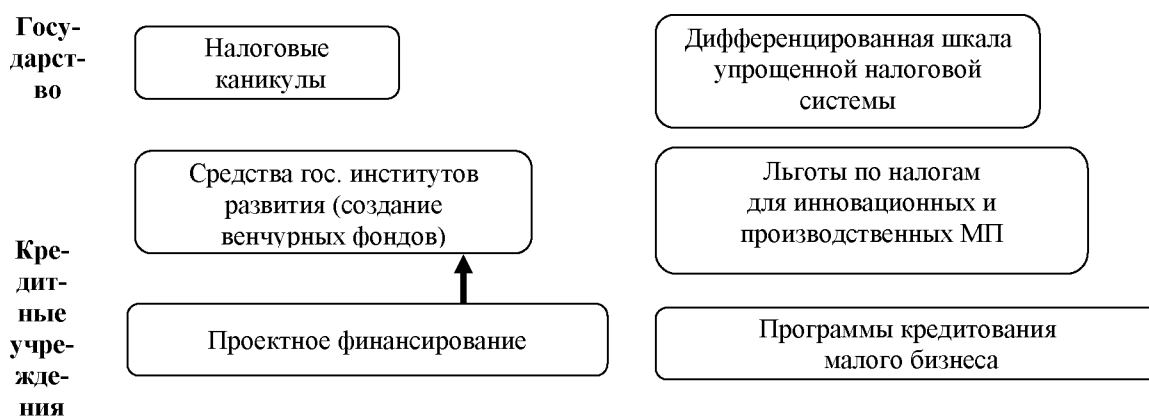 Госу-
дарст-
во
Налоговые
каникулы
Дифференцированная шкала
упрощенной налоговой
системы
Средства гос. институтов
развития (создание
венчурных фондов)
Льготы по налогам
для инновационных и
производственных МП
Кре-
дит-
ные
учре-
жде-
ния
Проектное финансирование
Программы кредитования
малого бизнеса